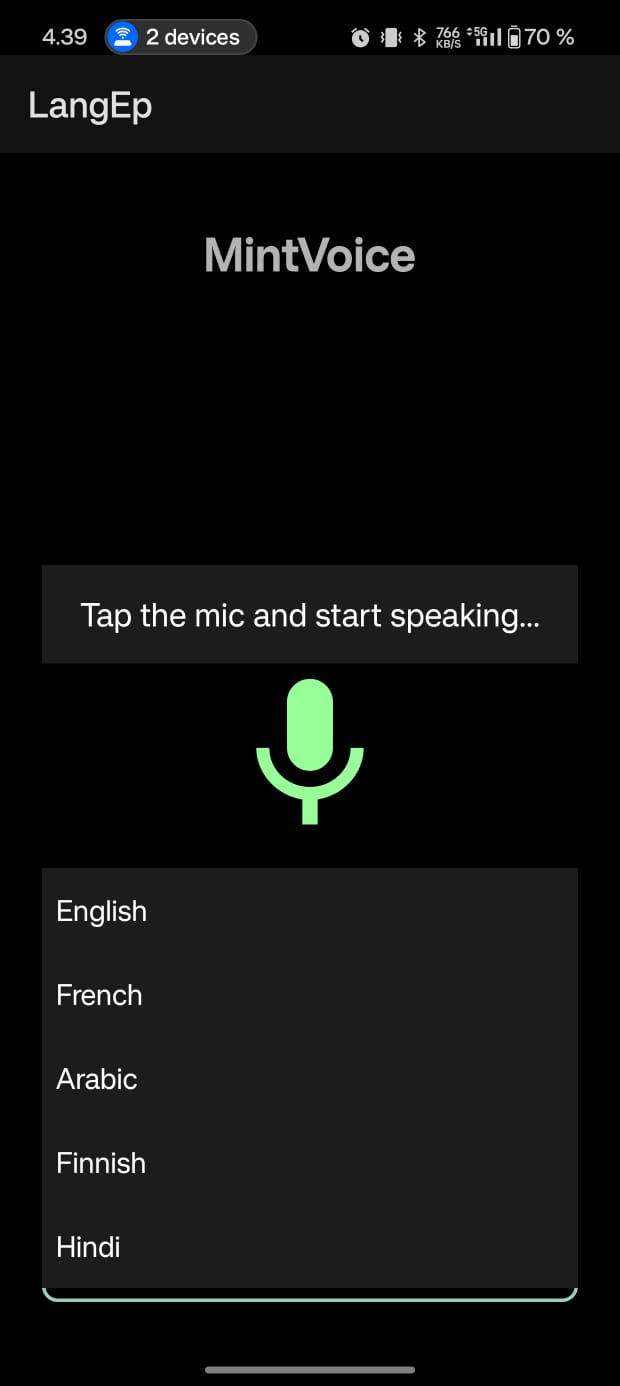 4.39 2 devices 766 KB/S 5G 70 %
LangEp
MintVoice
Tap the mic and start speaking...
English
French
Arabic
Finnish
Hindi